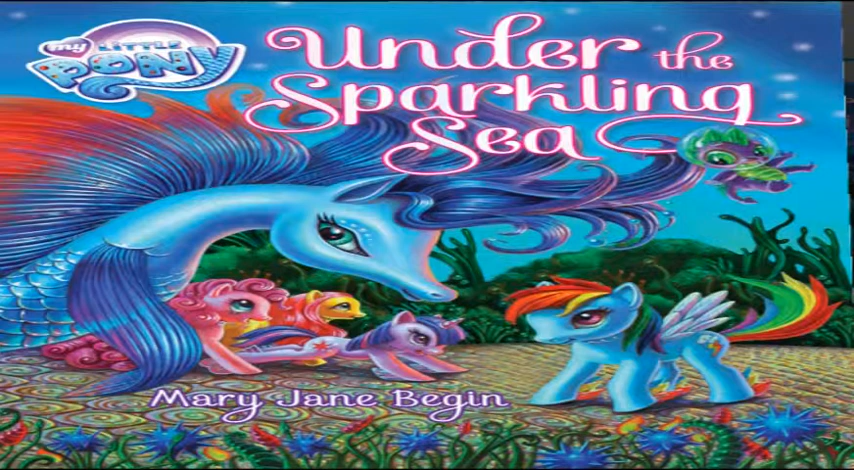 my LITTLE
PONY
Under the
Sparkling
Sea
Mary Jane Begin